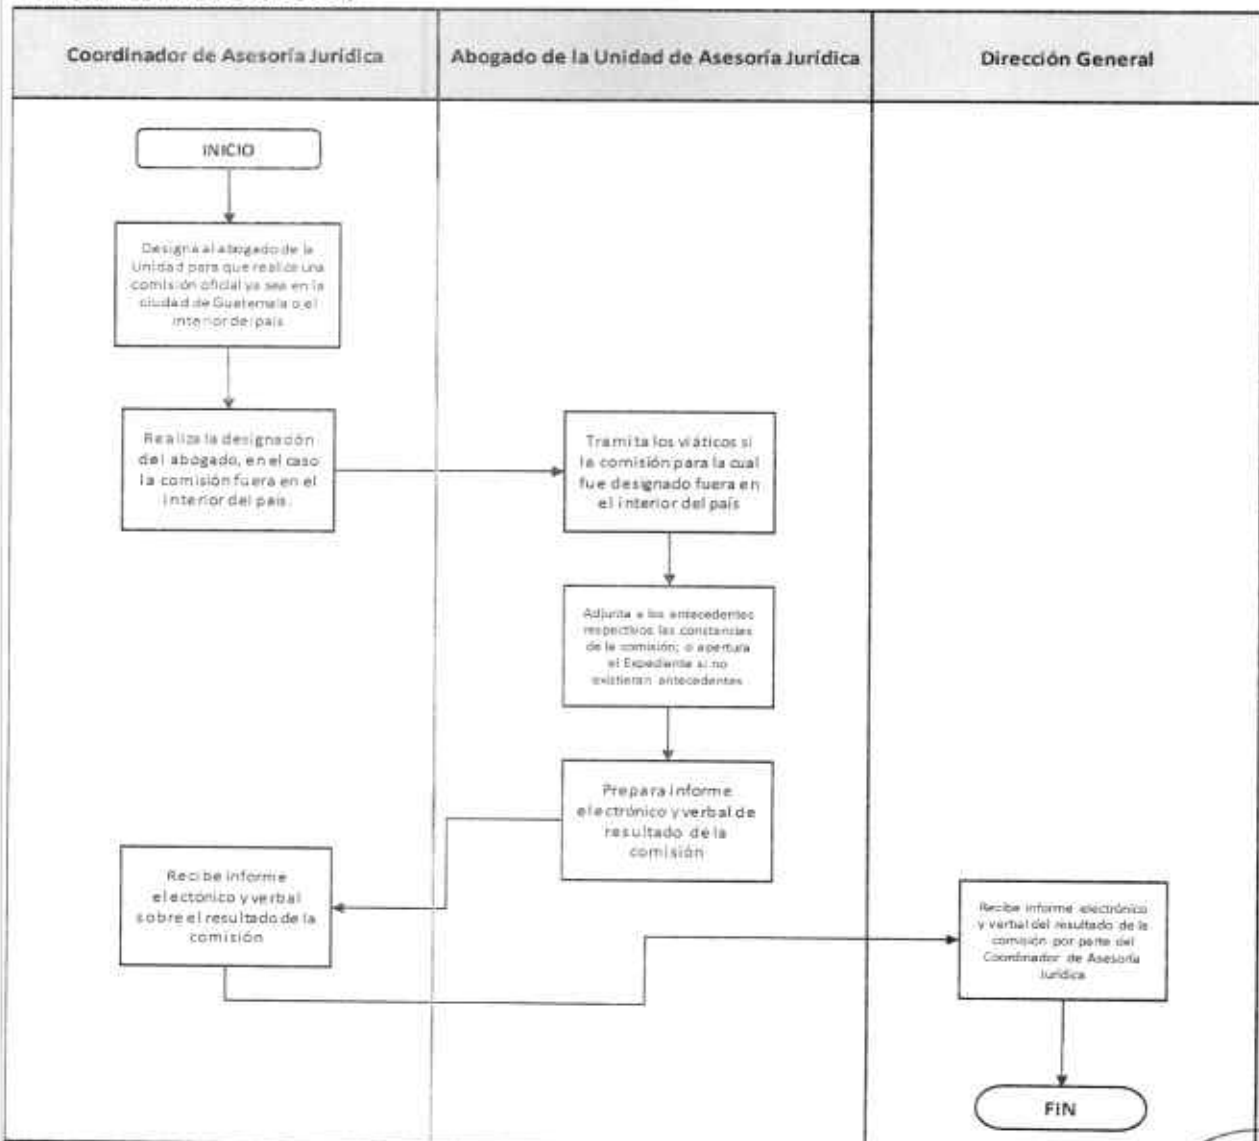 Coordinador de Asesoría Jurídica
Abogado de la Unidad de Asesoría Jurídica
Dirección General
INICIO
Designa al abogado de la
Unidad para que realice una
comisión oficial ya sea en la
ciudad de Guatemala o el
interior del país
Realiza la designación
del abogado, en el caso
la comisión fuera en el
interior del país.
Tramita los viáticos si
la comisión para la cual
fue designado fuera en
el interior del país
Adjunta a los antecedentes
respectivos las constancias
de la comisión; o apertura
el Expediente si no
existieran antecedentes
Prepara informe
electrónico y verbal de
resultado de la
comisión
Recibe informe
electónico y verbal
sobre el resultado de la
comisión
Recibe informe electrónico
y verbal del resultado de la
comisión por parte del
Coordinador de Asesoría
Jurídica
FIN